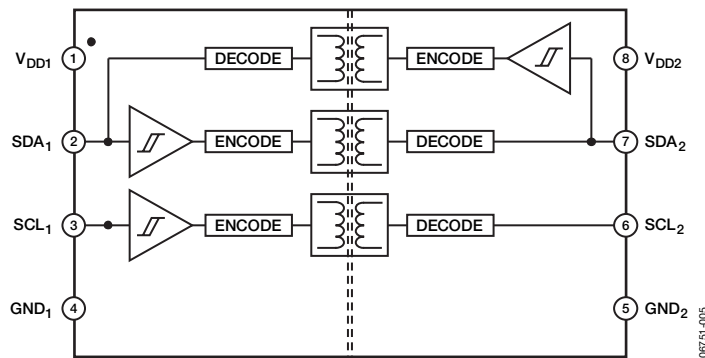 V_DD1 1 DECODE ENCODE 8 V_DD2
SDA_1 2 ENCODE DECODE 7 SDA_2
SCL_1 3 ENCODE DECODE 6 SCL_2
GND_1 4 5 GND_2
06751-005